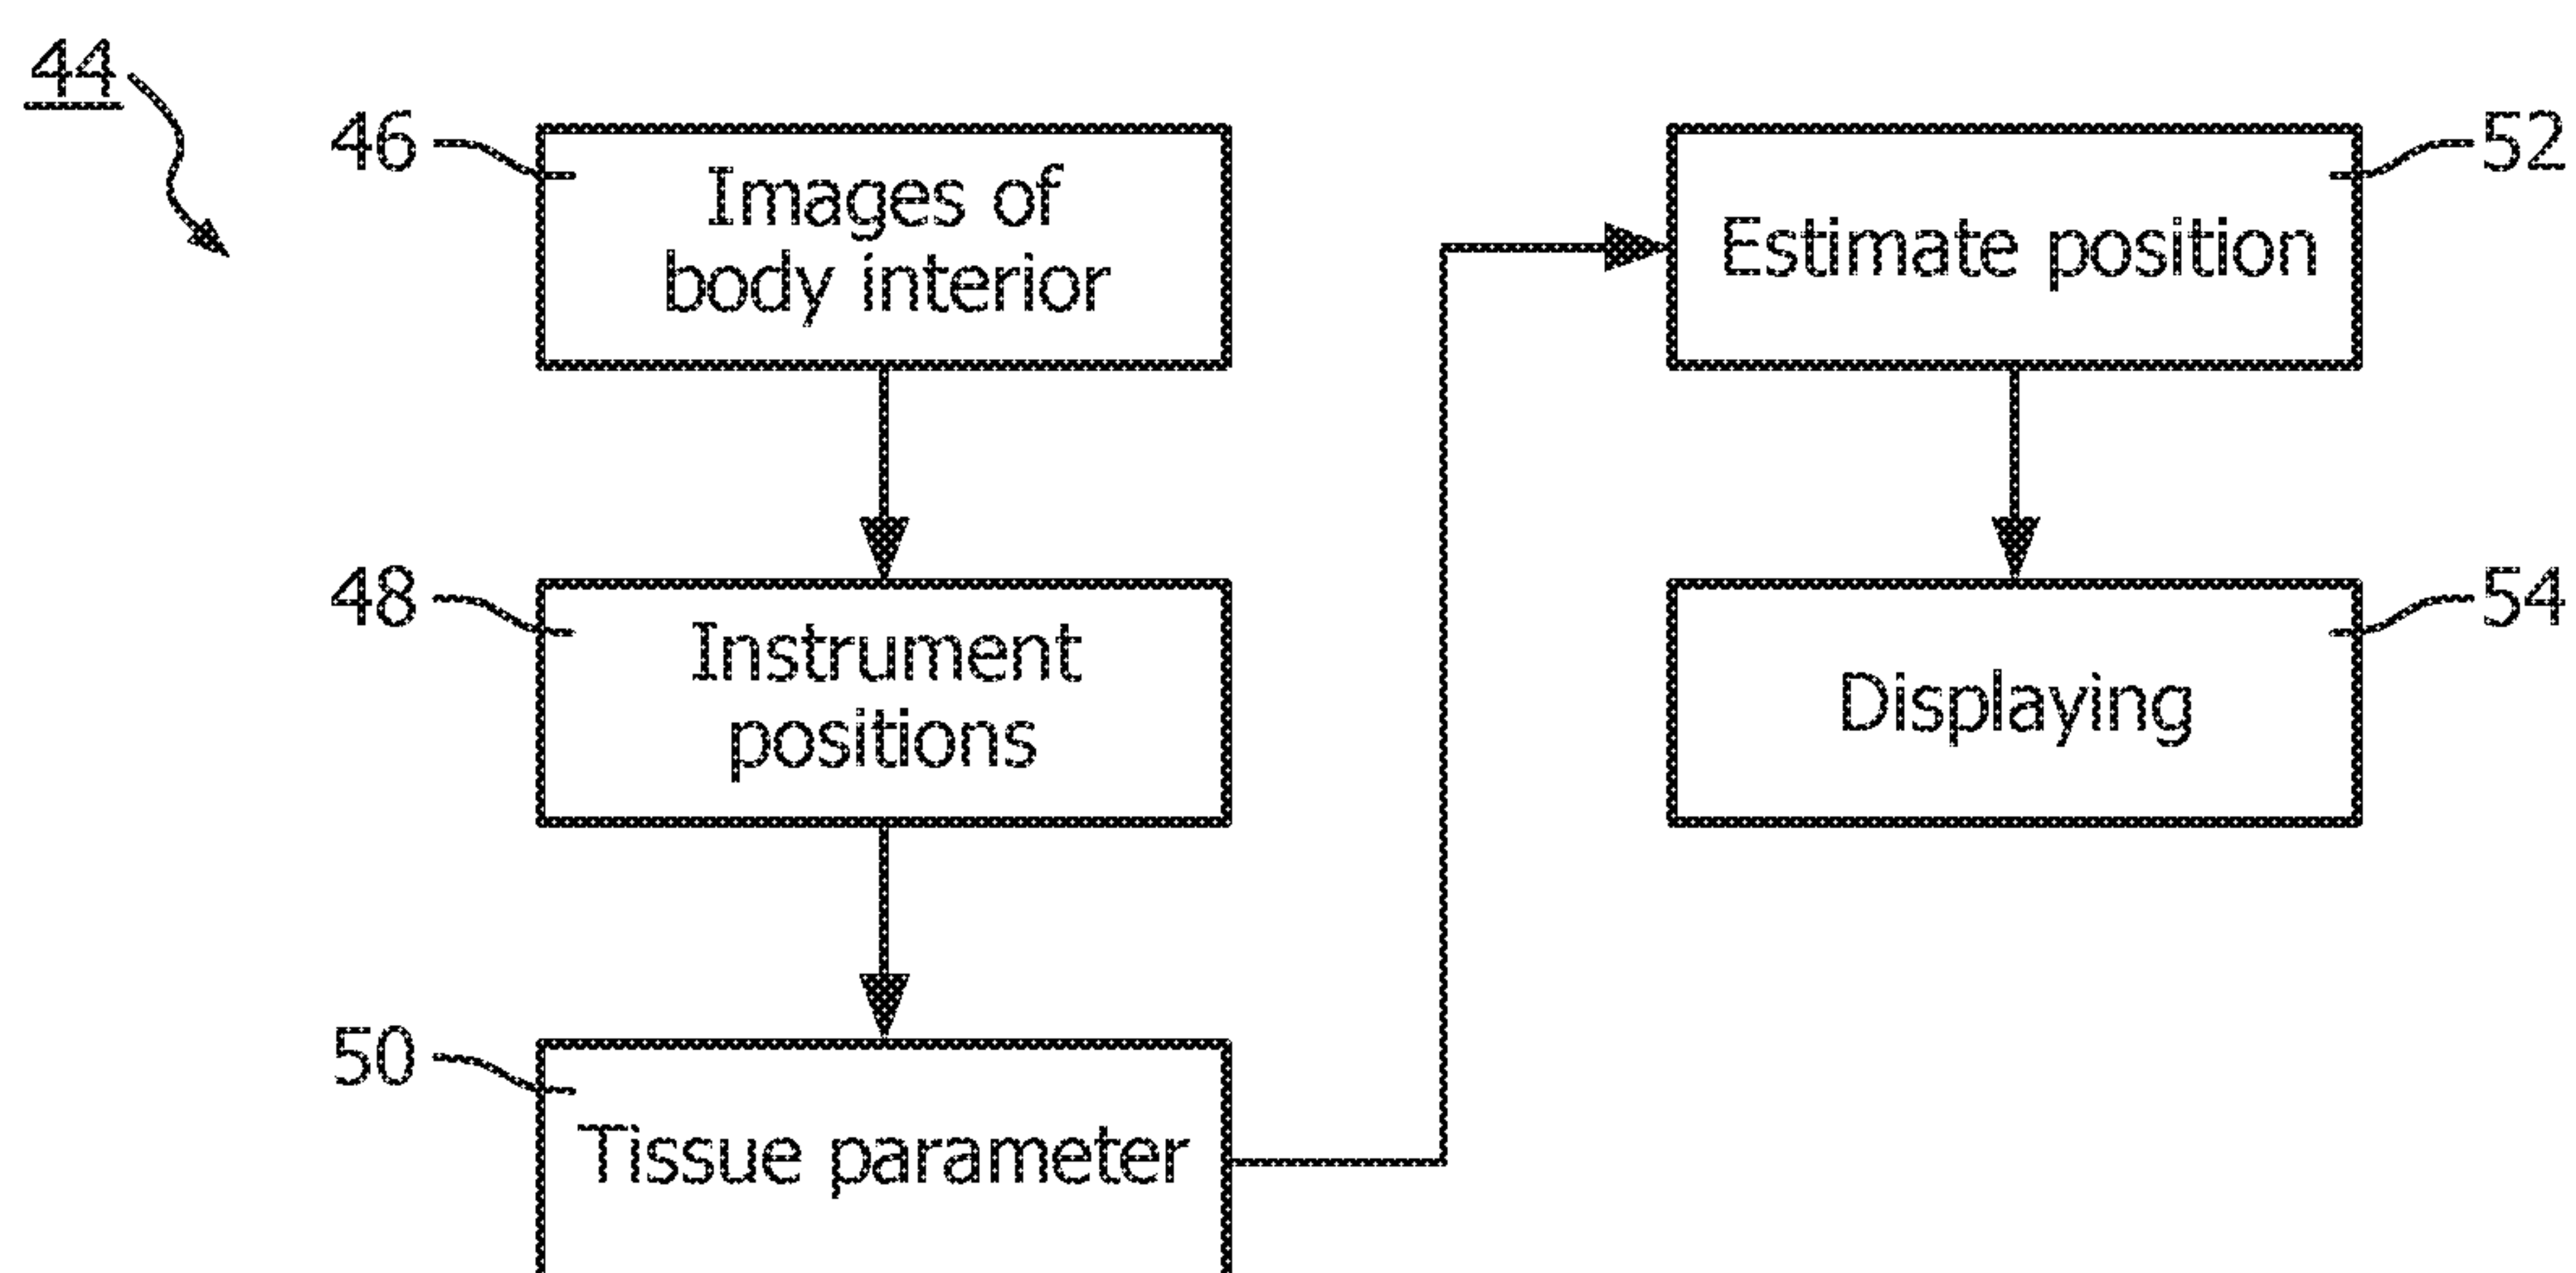 44
46
Images of
body interior
48
Instrument
positions
50
Tissue parameter
52
Estimate position
54
Displaying